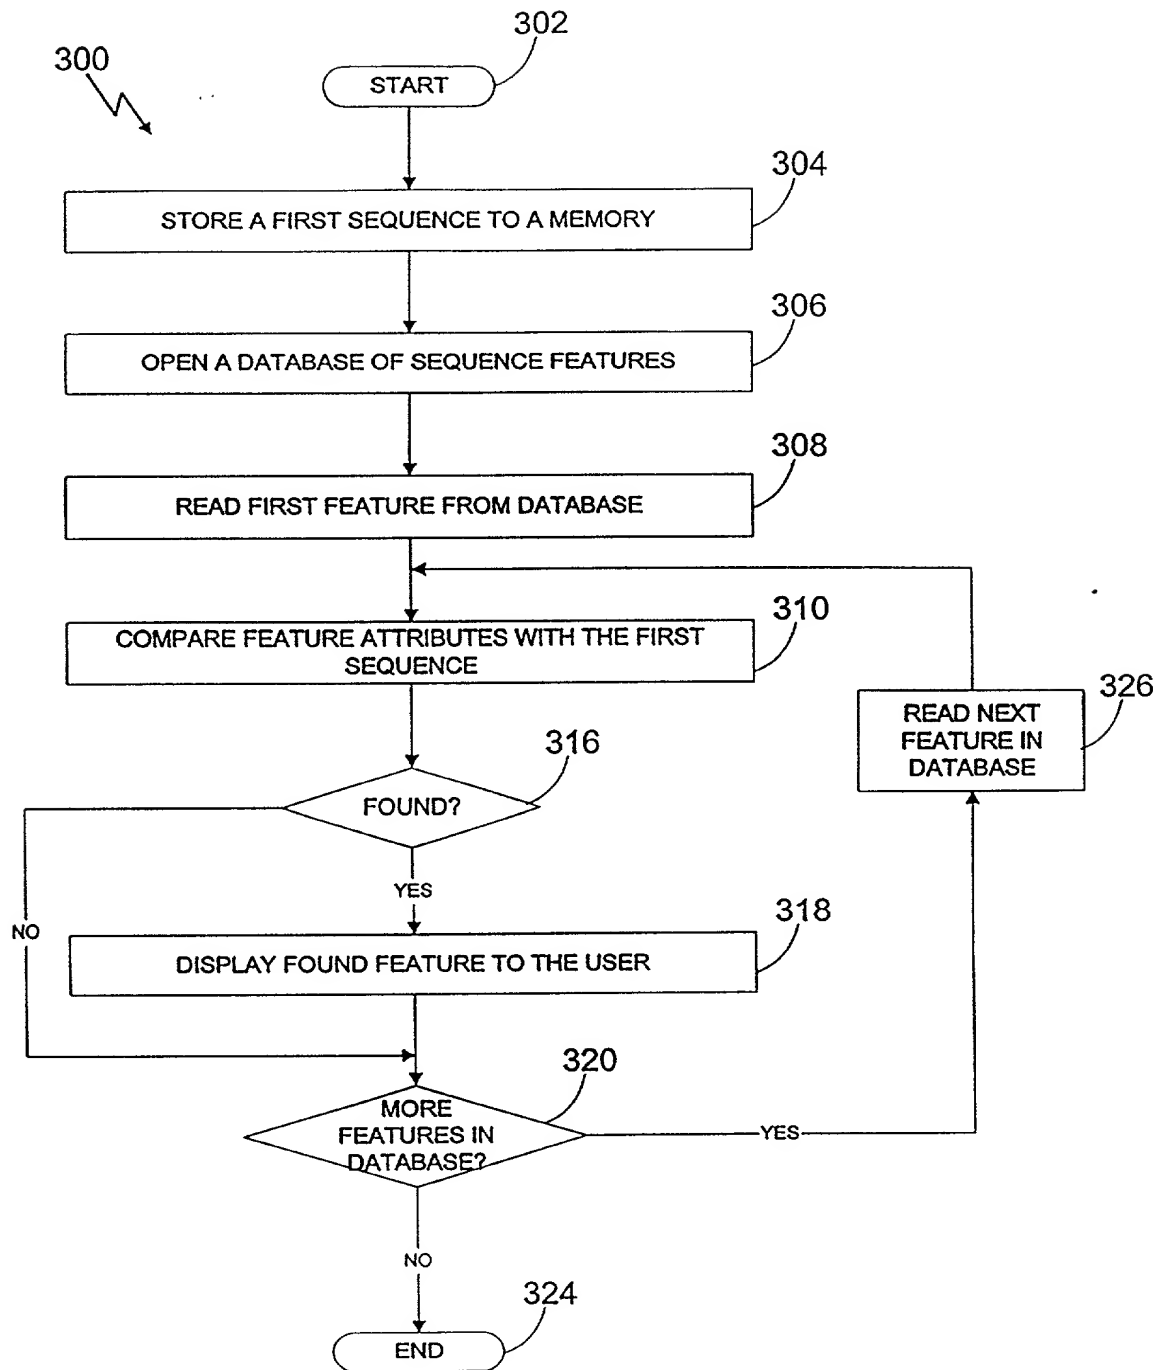 302
300
START
304
STORE A FIRST SEQUENCE TO A MEMORY
306
OPEN A DATABASE OF SEQUENCE FEATURES
308
READ FIRST FEATURE FROM DATABASE
310
COMPARE FEATURE ATTRIBUTES WITH THE FIRST
SEQUENCE
326
READ NEXT
FEATURE IN
DATABASE
316
FOUND?
YES
NO
318
DISPLAY FOUND FEATURE TO THE USER
320
MORE
FEATURES IN
DATABASE?
YES
NO
324
END